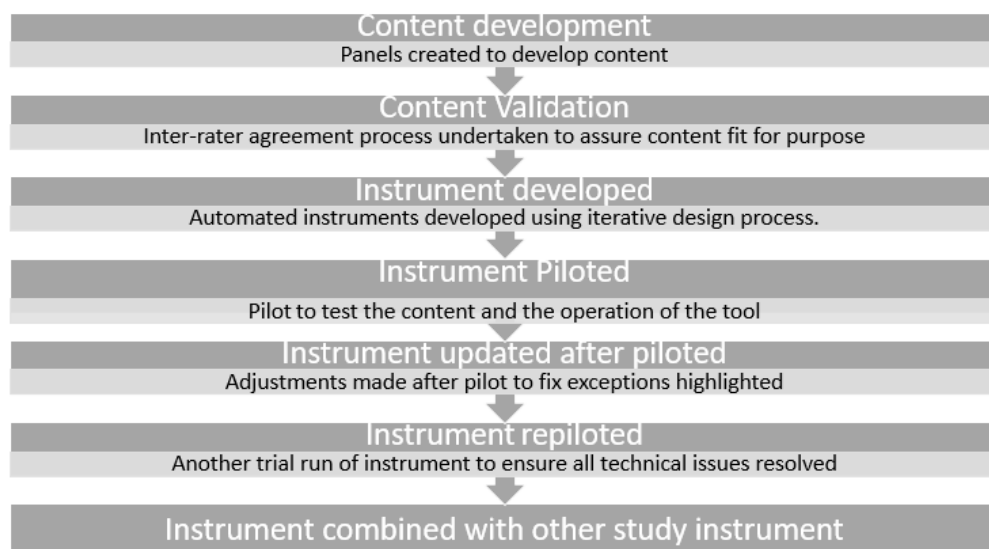 Content development
Panels created to develop content
Content Validation
Inter-rater agreement process undertaken to assure content fit for purpose
Instrument developed
Automated instruments developed using iterative design process.
Instrument Piloted
Pilot to test the content and the operation of the tool
Instrument updated after piloted
Adjustments made after pilot to fix exceptions highlighted
Instrument repiloted
Another trial run of instrument to ensure all technical issues resolved
Instrument combined with other study instrument